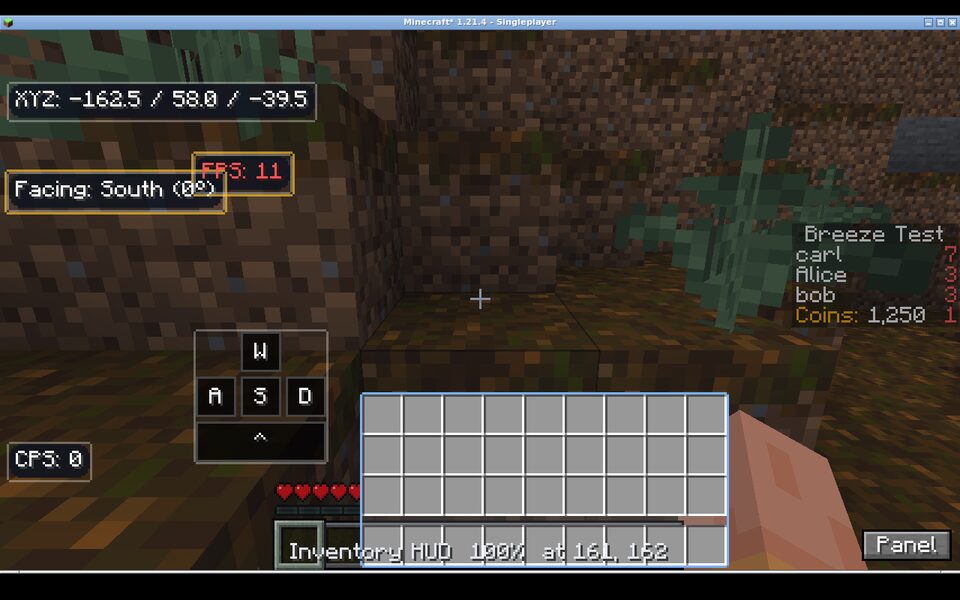 Minecraft* 1.21.4 - Singleplayer
XYZ: -162.5 / 58.0 / -39.5
FPS: 11
Facing: South (0°)
Breeze Test
carl 7
Alice 3
bob 3
Coins: 1,250 1
W
A S D
^
CPS: 0
Inventory HUD 100% at 161, 162
Panel